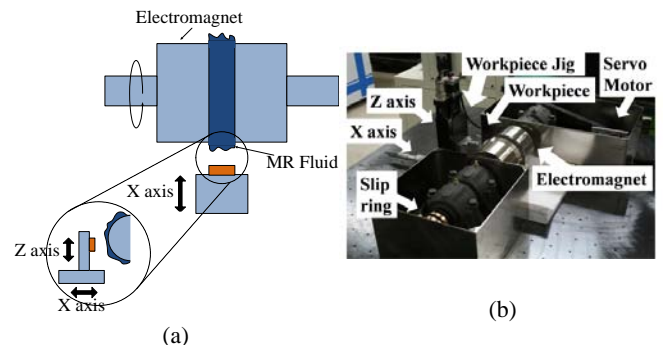 Electromagnet
MR Fluid
X axis
Z axis
X axis
(a)
Workpiece Jig
Workpiece
Servo
Motor
Z axis
X axis
Slip
ring
Electromagnet
(b)